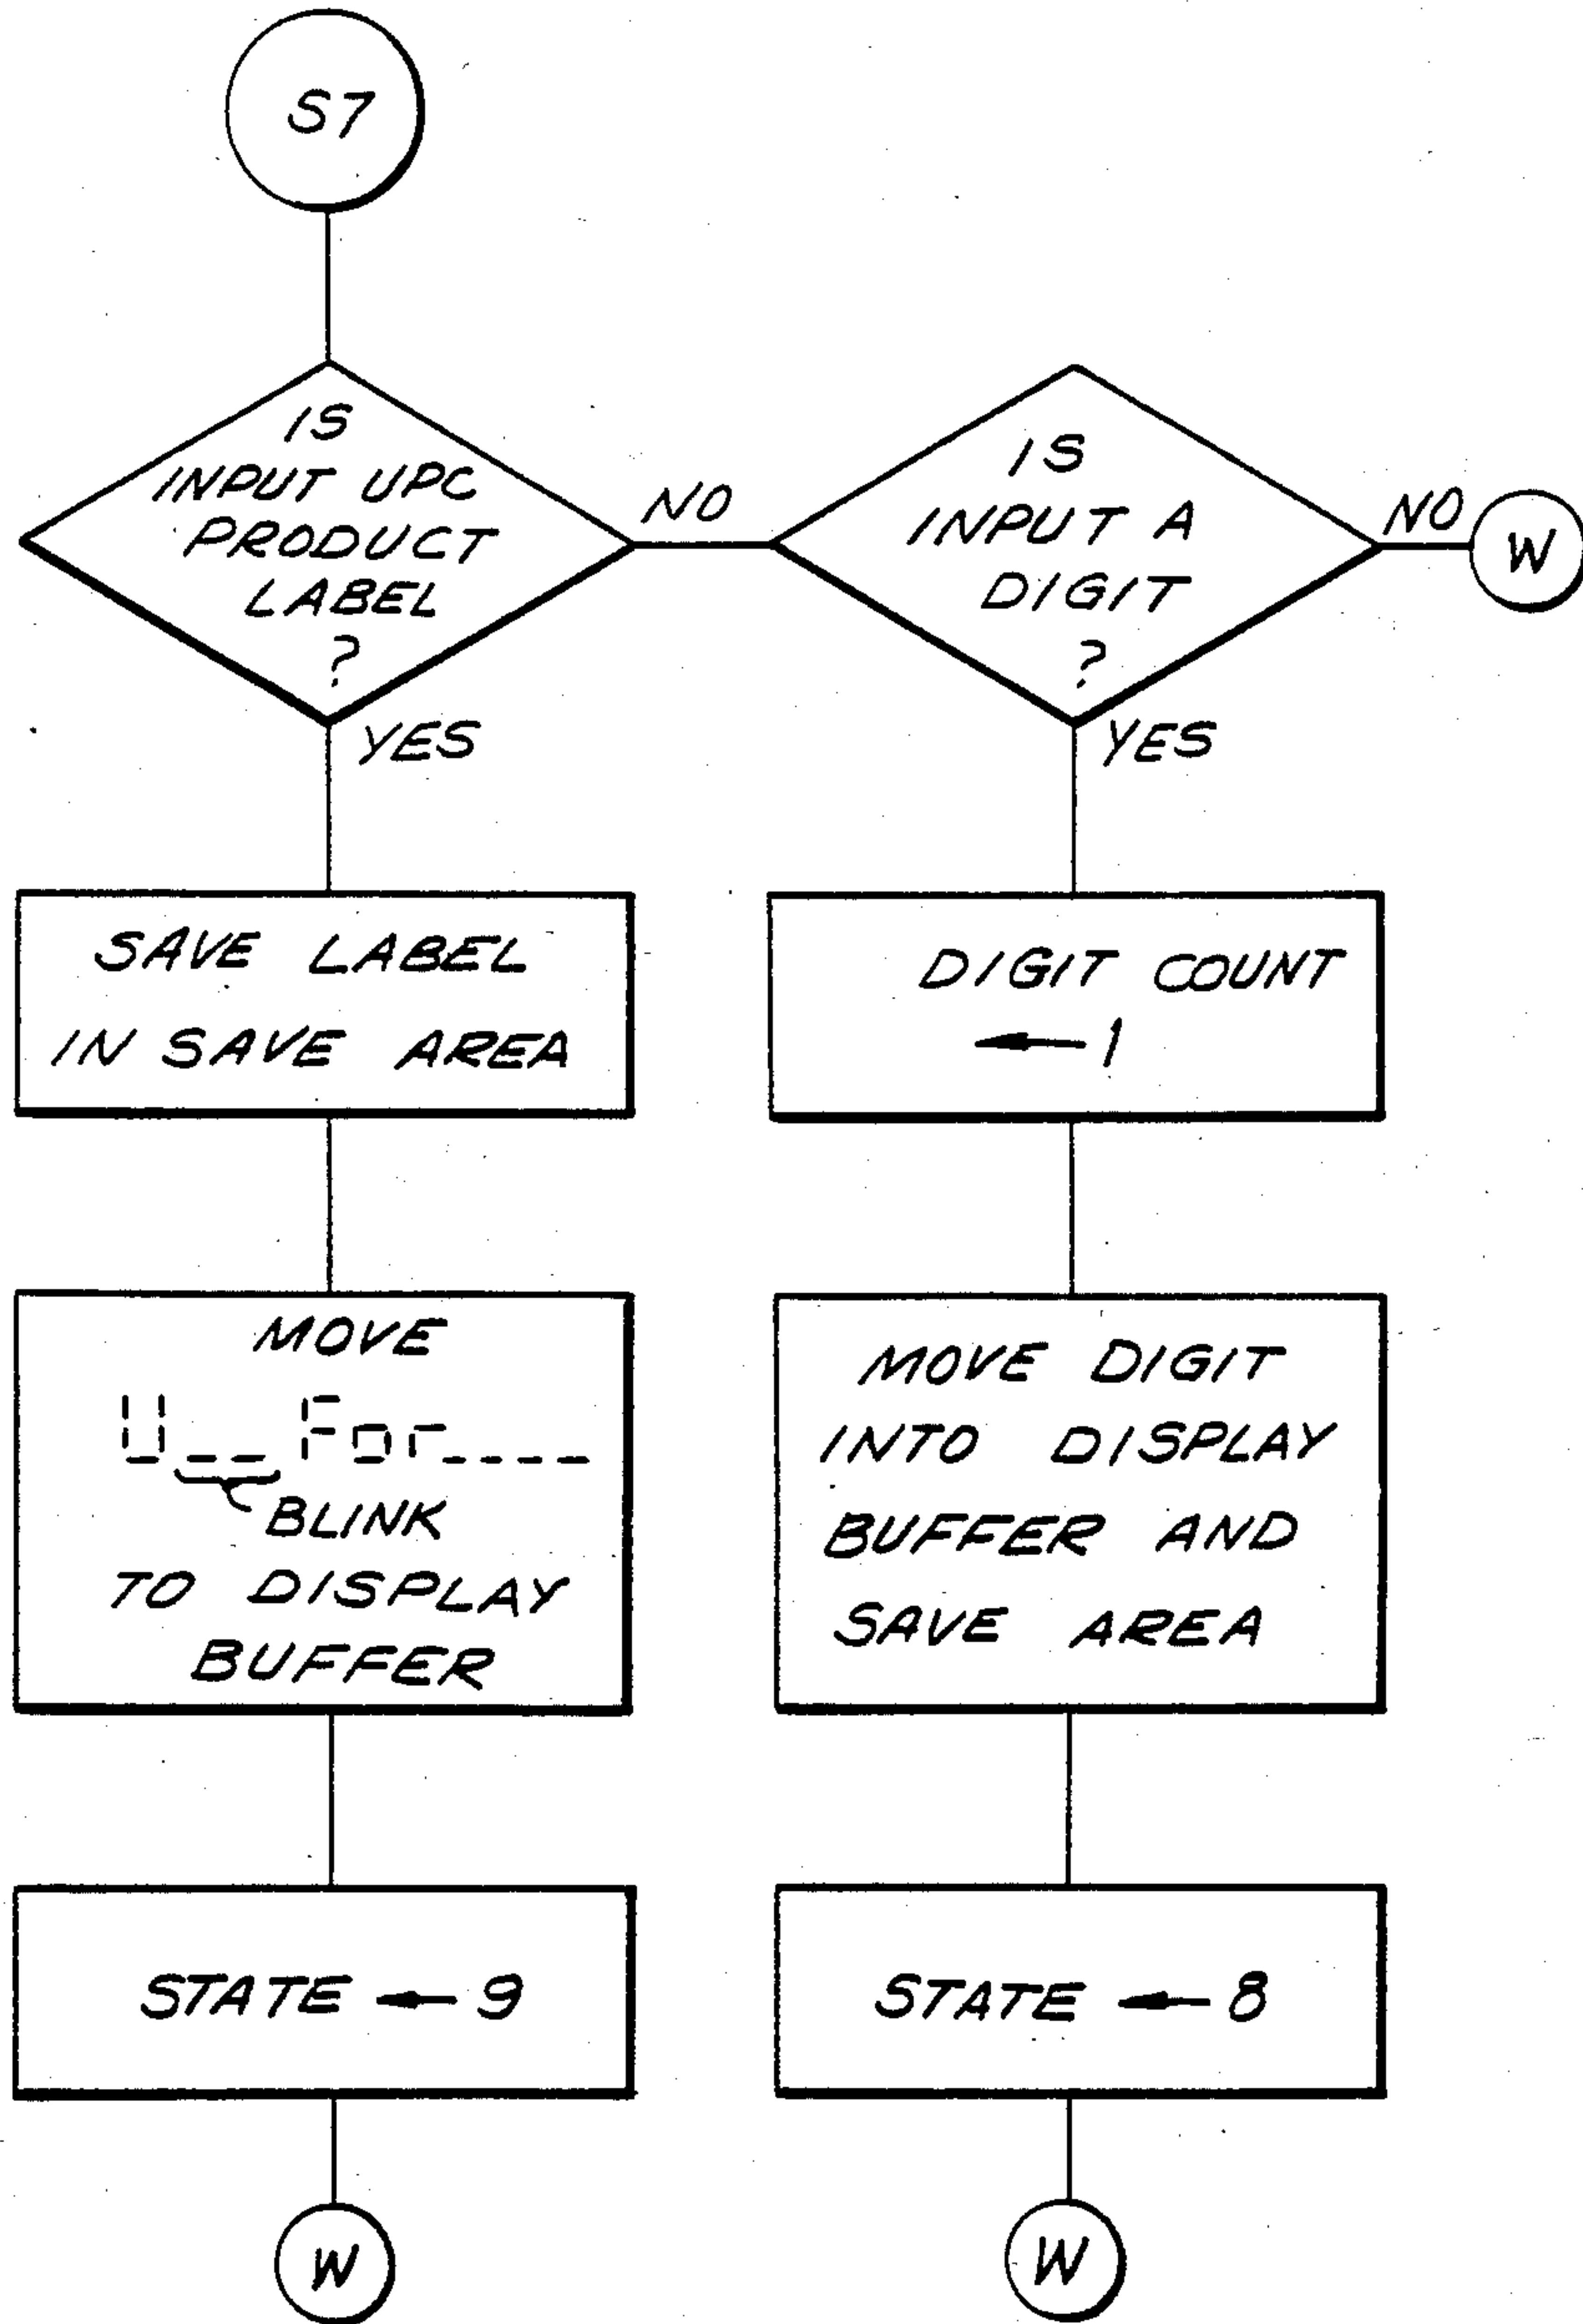 S7
IS
INPUT UPC
PRODUCT
LABEL
?
NO
YES
IS
INPUT A
DIGIT
?
NO
W
YES
SAVE LABEL
IN SAVE AREA
DIGIT COUNT
← 1
MOVE
U__For____
BLINK
TO DISPLAY
BUFFER
MOVE DIGIT
INTO DISPLAY
BUFFER AND
SAVE AREA
STATE ← 9
STATE ← 8
W
W